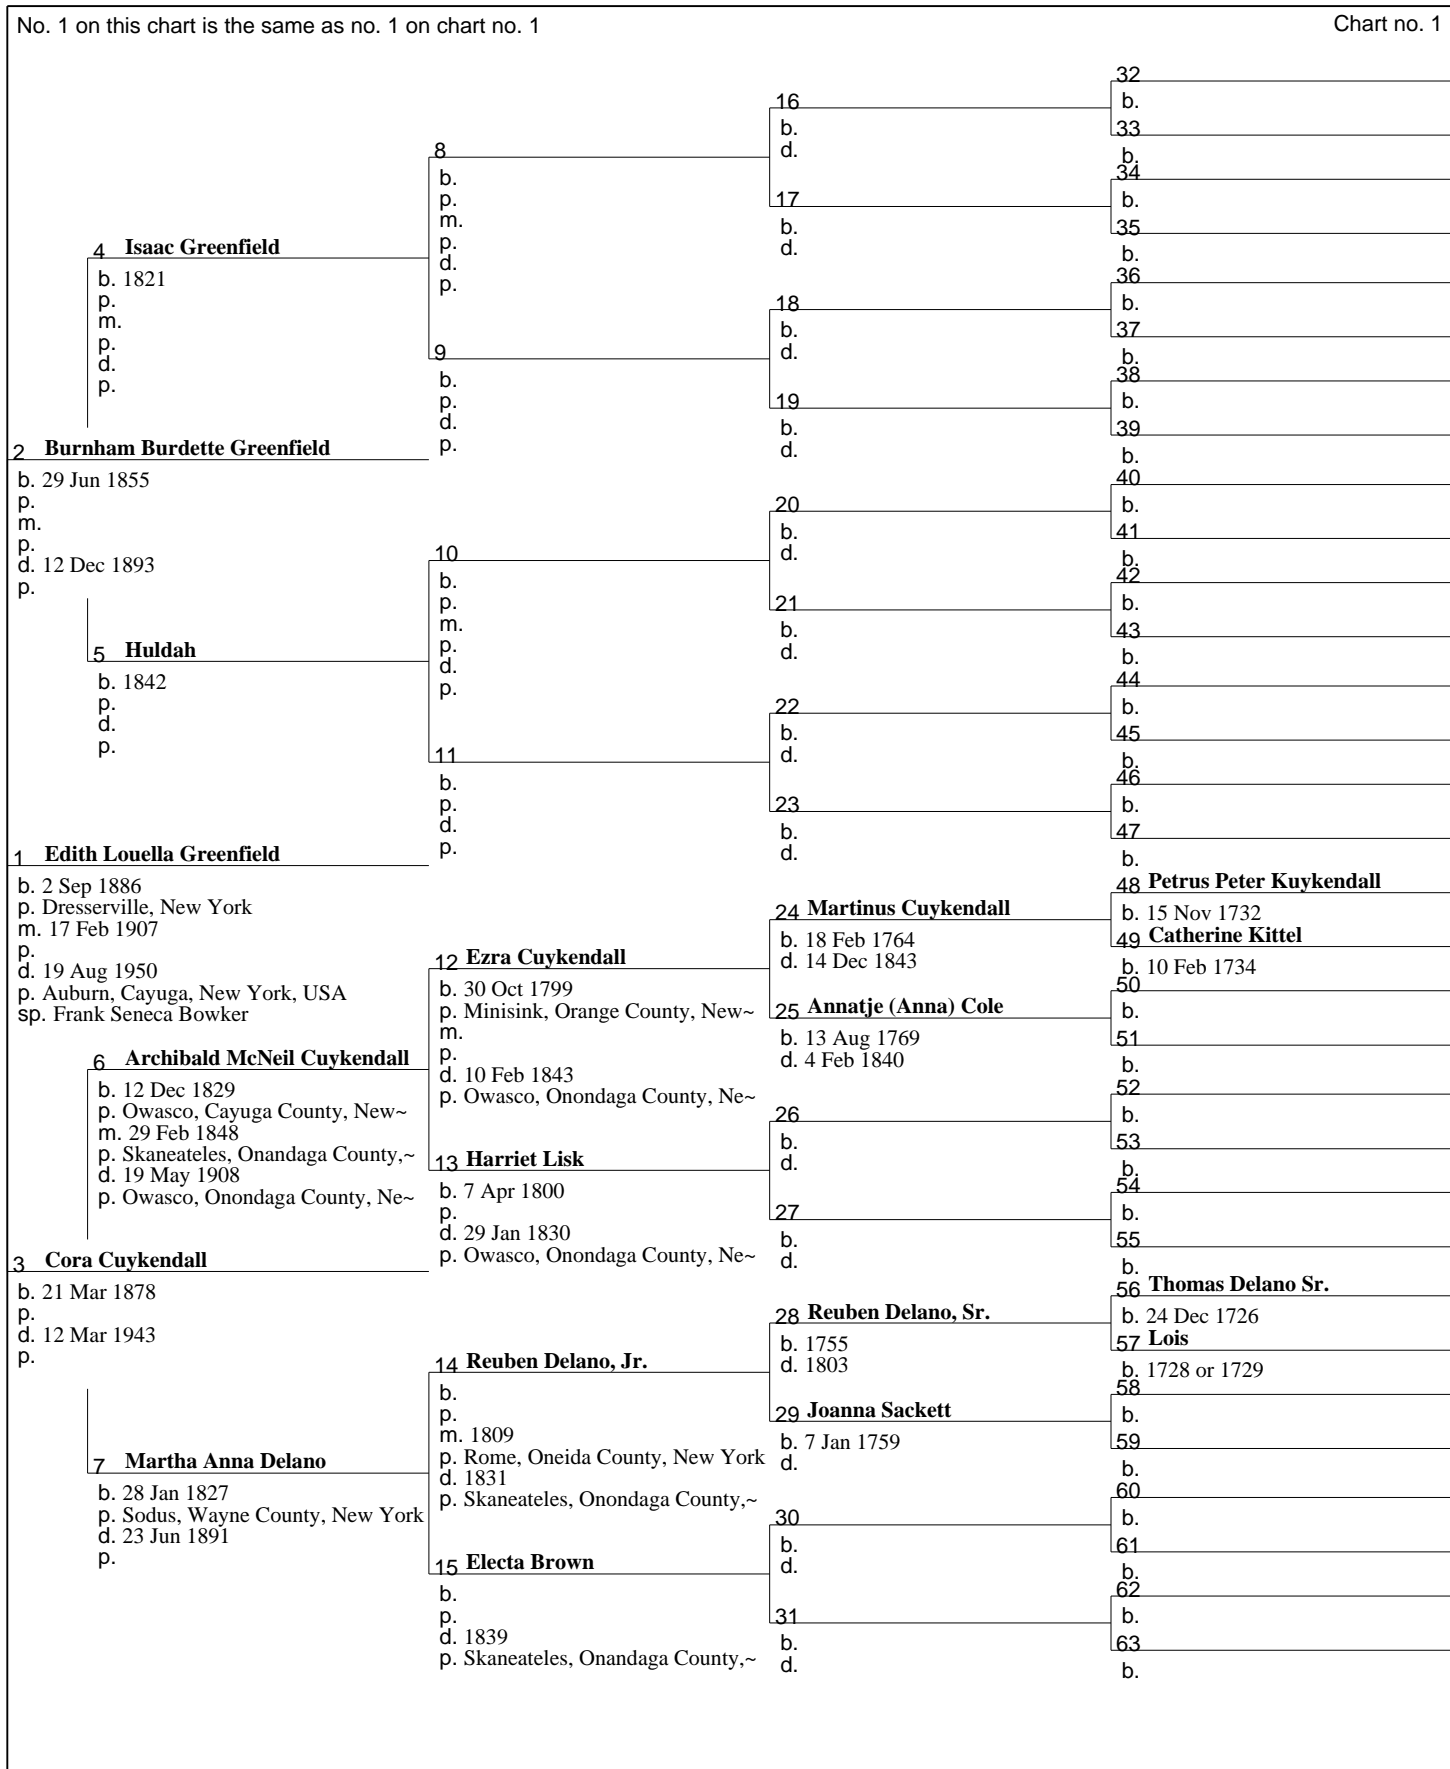 No. 1 on this chart is the same as no. 1 on chart no. 1
Chart no. 1
2 Burnham Burdette Greenfield
b. 29 Jun 1855
p.
m.
p.
d. 12 Dec 1893
p.
1 Edith Louella Greenfield
b. 2 Sep 1886
p. Dresserville, New York
m. 17 Feb 1907
p.
d. 19 Aug 1950
p. Auburn, Cayuga, New York, USA
sp. Frank Seneca Bowker
3 Cora Cuykendall
b. 21 Mar 1878
p.
d. 12 Mar 1943
p.
4 Isaac Greenfield
b. 1821
p.
m.
p.
d.
p.
5 Huldah
b. 1842
p.
d.
p.
6 Archibald McNeil Cuykendall
b. 12 Dec 1829
p. Owasco, Cayuga County, New~
m. 29 Feb 1848
p. Skaneateles, Onandaga County,~
d. 19 May 1908
p. Owasco, Onondaga County, Ne~
7 Martha Anna Delano
b. 28 Jan 1827
p. Sodus, Wayne County, New York
d. 23 Jun 1891
p.
8
b.
p.
m.
p.
d.
p.
9
b.
p.
d.
p.
10
b.
p.
m.
p.
d.
p.
11
b.
p.
d.
p.
12 Ezra Cuykendall
b. 30 Oct 1799
p. Minisink, Orange County, New~
m.
p.
d. 10 Feb 1843
p. Owasco, Onondaga County, Ne~
13 Harriet Lisk
b. 7 Apr 1800
p.
d. 29 Jan 1830
p. Owasco, Onondaga County, Ne~
14 Reuben Delano, Jr.
b.
p.
m. 1809
p. Rome, Oneida County, New York
d. 1831
p. Skaneateles, Onondaga County,~
15 Electa Brown
b.
p.
d. 1839
p. Skaneateles, Onandaga County,~
16
b.
d.
17
b.
d.
18
b.
d.
19
b.
d.
20
b.
d.
21
b.
d.
22
b.
d.
23
b.
d.
24 Martinus Cuykendall
b. 18 Feb 1764
d. 14 Dec 1843
25 Annatje (Anna) Cole
b. 13 Aug 1769
d. 4 Feb 1840
26
b.
d.
27
b.
d.
28 Reuben Delano, Sr.
b. 1755
d. 1803
29 Joanna Sackett
b. 7 Jan 1759
d.
30
b.
d.
31
b.
d.
32
b.
33
b.
34
b.
35
b.
36
b.
37
b.
38
b.
39
b.
40
b.
41
b.
42
b.
43
b.
44
b.
45
b.
46
b.
47
b.
48 Petrus Peter Kuykendall
b. 15 Nov 1732
49 Catherine Kittel
b. 10 Feb 1734
50
b.
51
b.
52
b.
53
b.
54
b.
55
b.
56 Thomas Delano Sr.
b. 24 Dec 1726
57 Lois
b. 1728 or 1729
58
b.
59
b.
60
b.
61
b.
62
b.
63
b.